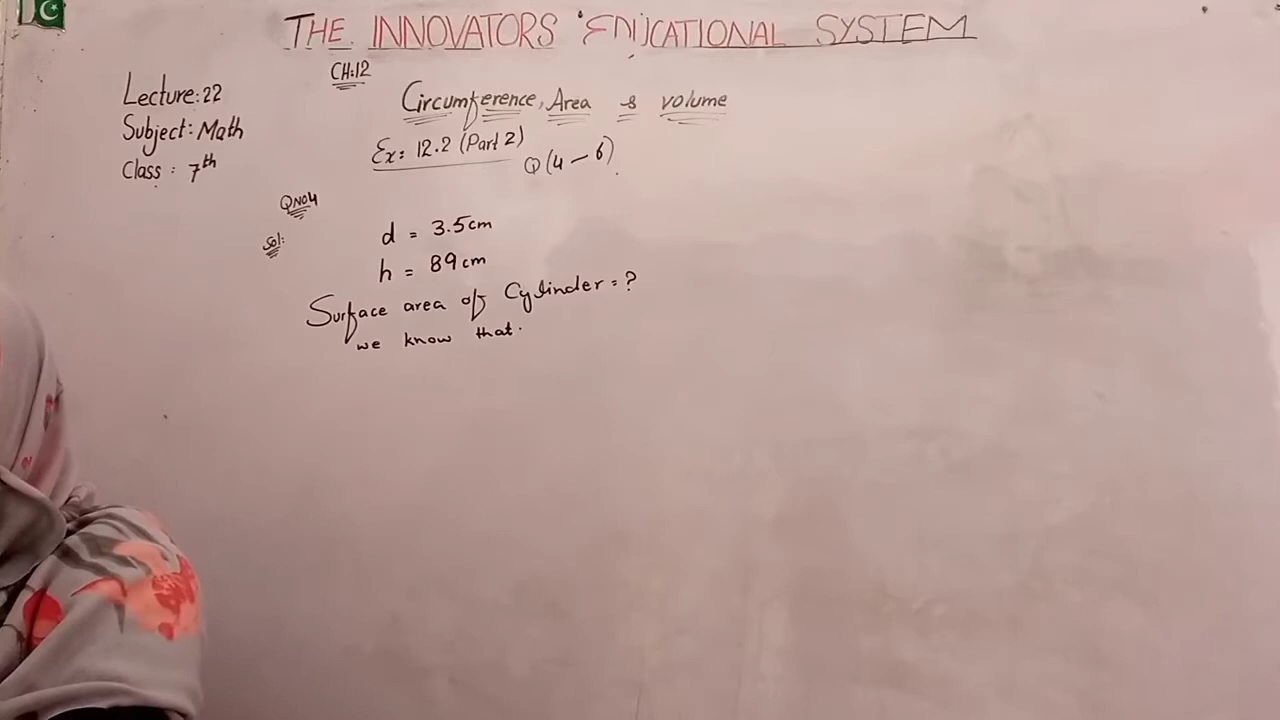 THE INNOVATORS EDUCATIONAL SYSTEM
CH:12
Lecture:22
Circumference, Area & volume
Subject: Math
Ex: 12.2 (Part 2)
Class : 7th
Q(4-6)
QNO4
Sol:
d = 3.5cm
h = 89cm
Surface area of Cylinder = ?
we know that.